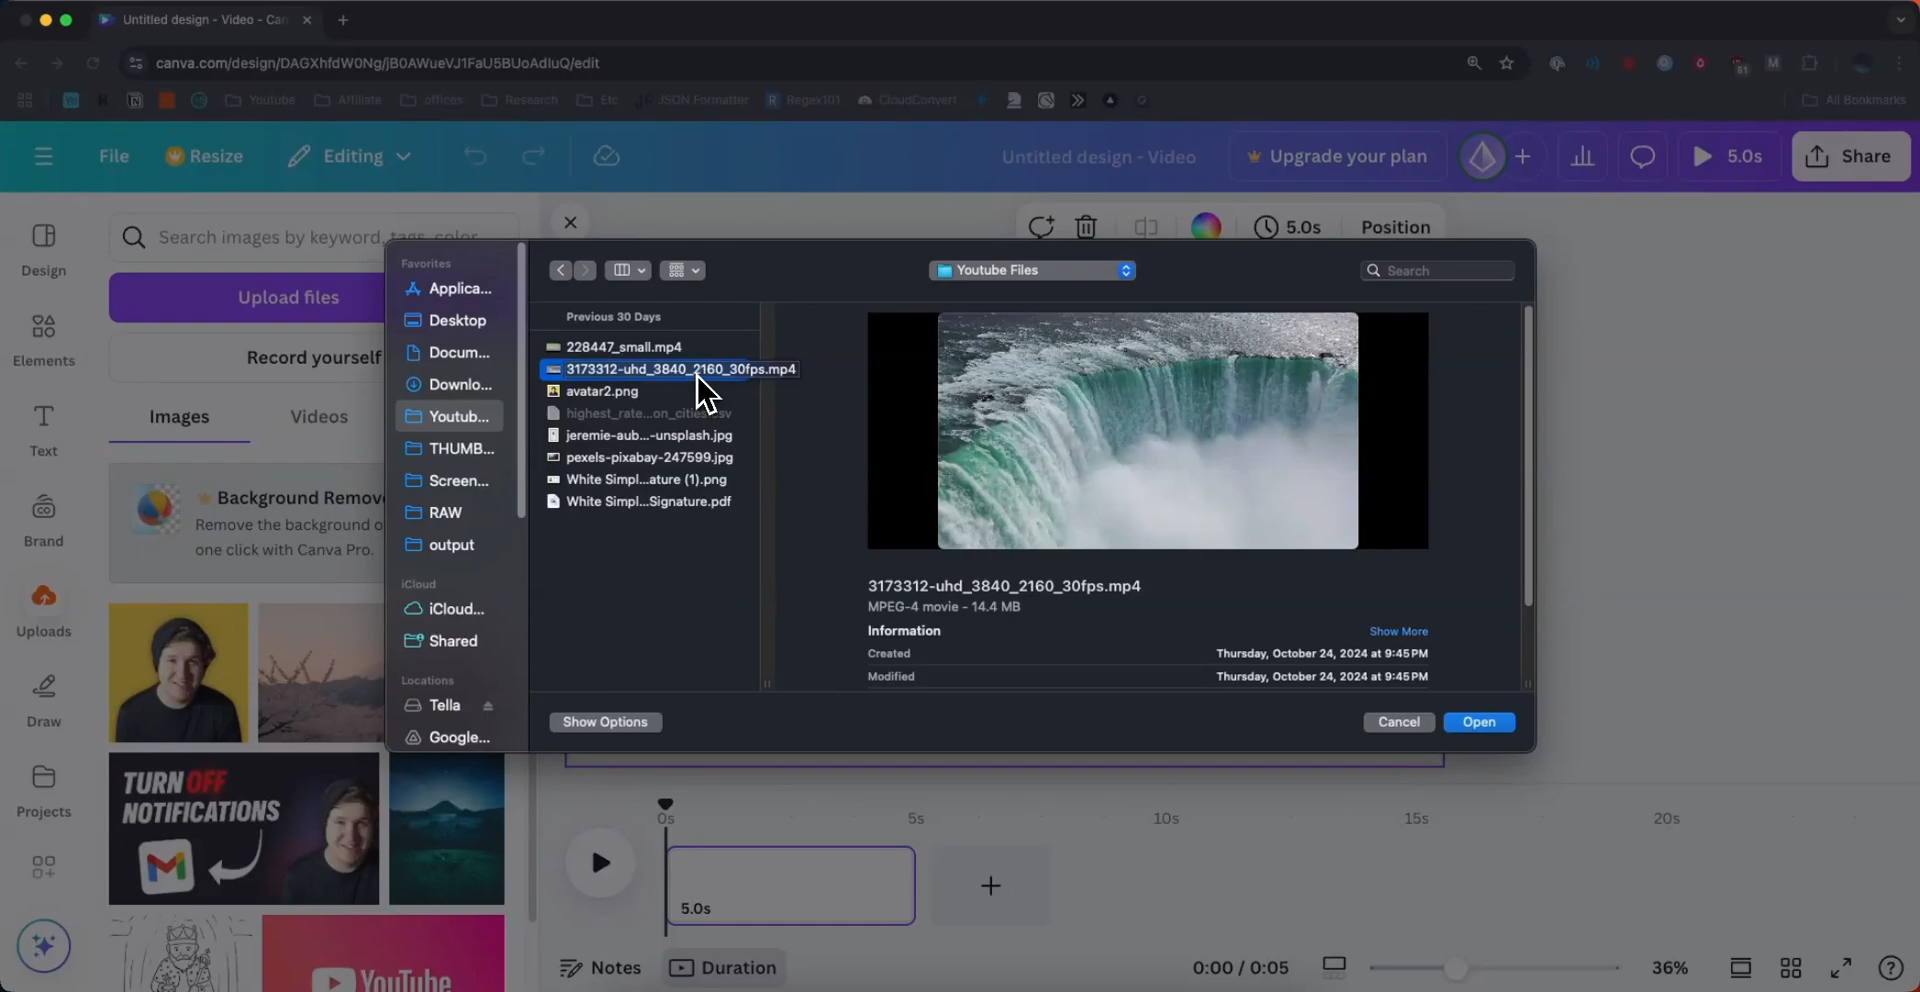 Untitled design - Video - Can
canva.com/design/DAGXhfdW0Ng/jB0AWueVJ1FaU5BUoAdIuQ/edit
Youtube
Affiliate
offices
Research
Etc
JSON Formatter
Regex101
CloudConvert
All Bookmarks
File
Resize
Editing
Untitled design - Video
Upgrade your plan
5.0s
Share
Design
Elements
Text
Brand
Uploads
Draw
Projects
Search images by keyword, tags, color
Upload files
Record yourself
Images
Videos
Background Remove
Remove the background o
one click with Canva Pro.
TURN OFF
NOTIFICATIONS
YouTube
5.0s
Position
Favorites
Applica...
Desktop
Docum...
Downlo...
Youtub...
THUMB...
Screen...
RAW
output
iCloud
iCloud...
Shared
Locations
Tella
Google...
Youtube Files
Search
Previous 30 Days
228447_small.mp4
3173312-uhd_3840_2160_30fps.mp4
avatar2.png
highest_rate...on_cities.csv
jeremie-aub...-unsplash.jpg
pexels-pixabay-247599.jpg
White Simpl...ature (1).png
White Simpl...Signature.pdf
3173312-uhd_3840_2160_30fps.mp4
MPEG-4 movie - 14.4 MB
Information
Show More
Created
Thursday, October 24, 2024 at 9:45 PM
Modified
Thursday, October 24, 2024 at 9:45 PM
Show Options
Cancel
Open
0s
5s
10s
15s
20s
5.0s
Notes
Duration
0:00 / 0:05
36%